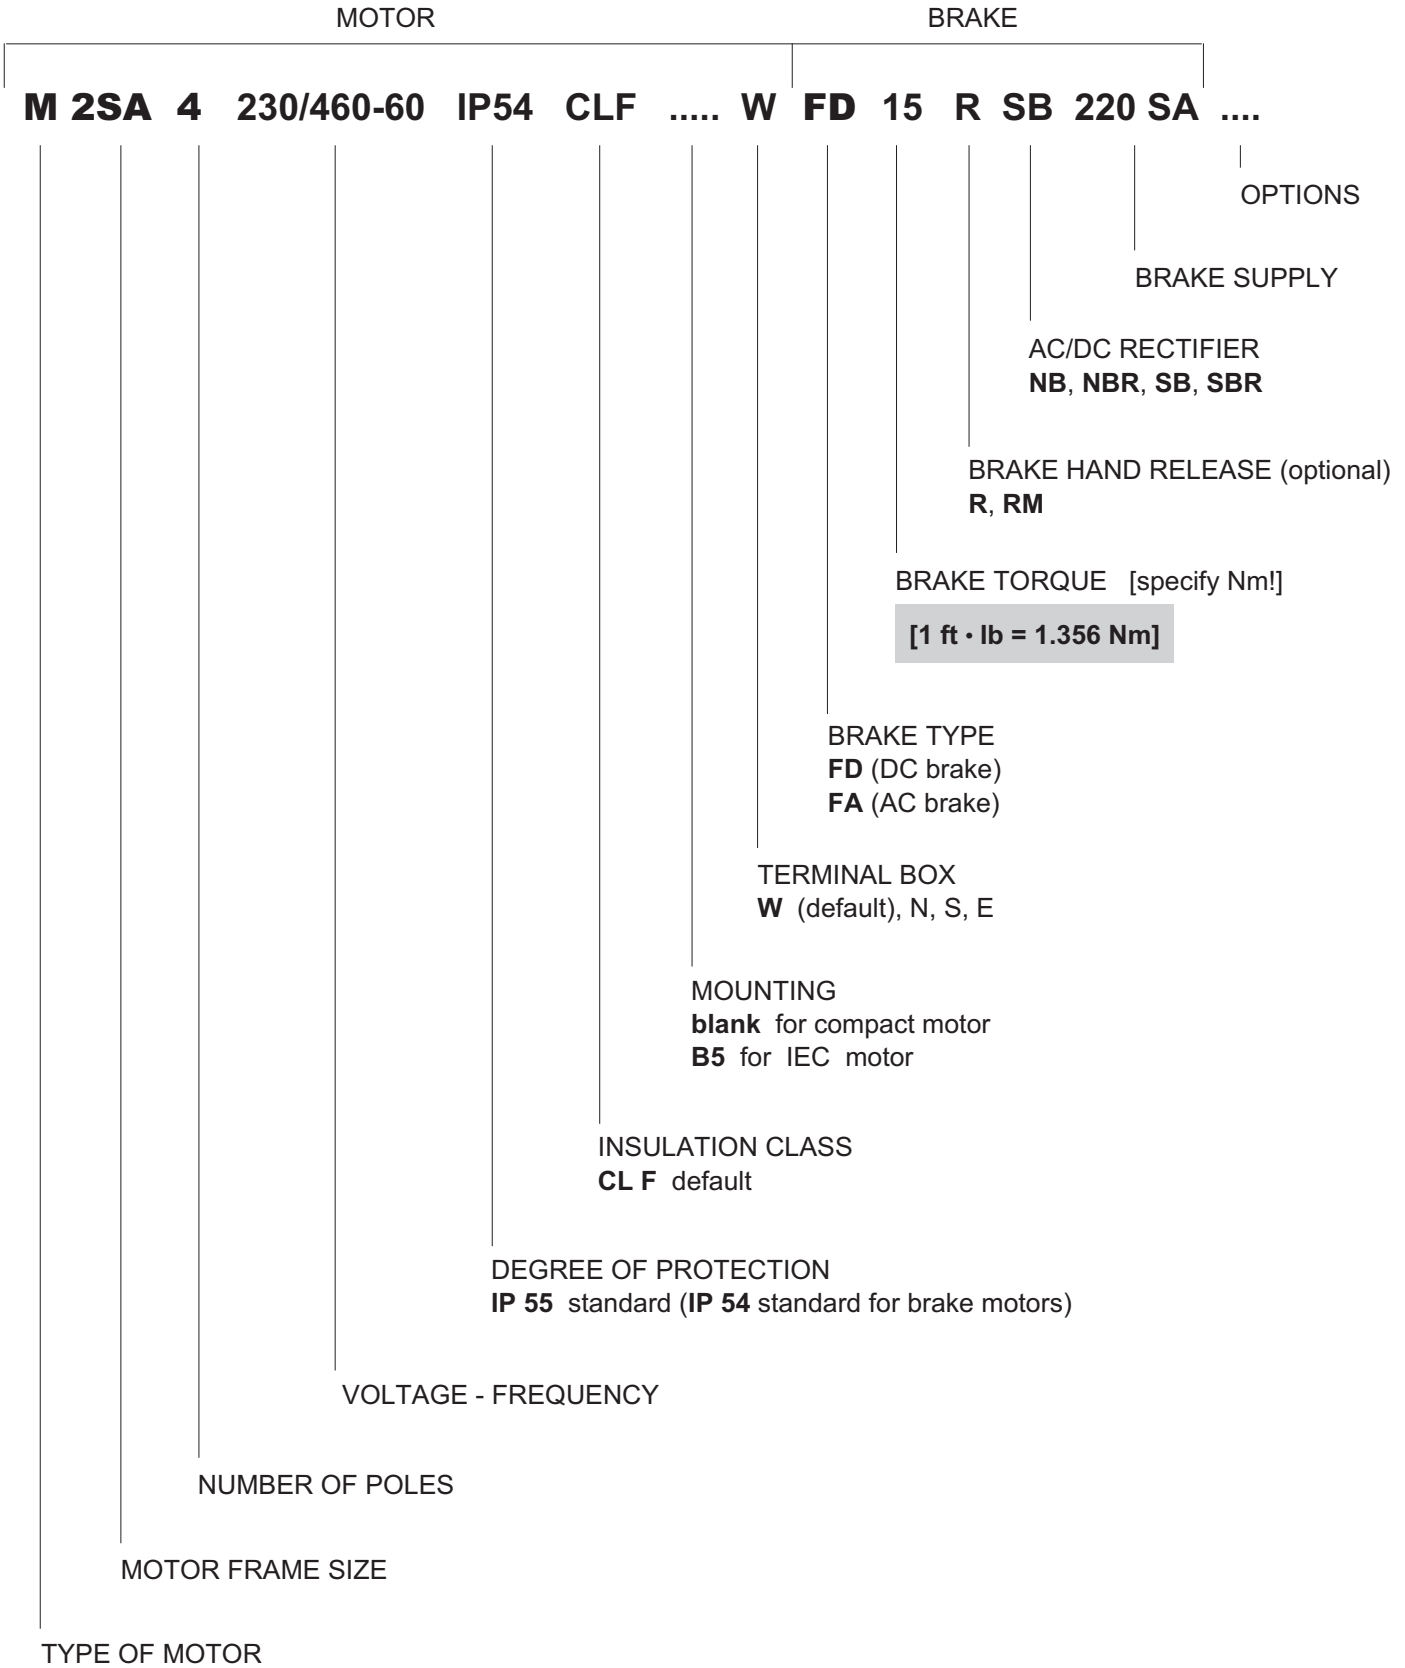 MOTOR BRAKE
M 2SA 4 230/460-60 IP54 CLF ..... W FD 15 R SB 220 SA ....
OPTIONS
BRAKE SUPPLY
AC/DC RECTIFIER
NB, NBR, SB, SBR
BRAKE HAND RELEASE (optional)
R, RM
BRAKE TORQUE [specify Nm!]
[1 ft • lb = 1.356 Nm]
BRAKE TYPE
FD (DC brake)
FA (AC brake)
TERMINAL BOX
W (default), N, S, E
MOUNTING
blank for compact motor
B5 for IEC motor
INSULATION CLASS
CL F default
DEGREE OF PROTECTION
IP 55 standard (IP 54 standard for brake motors)
VOLTAGE - FREQUENCY
NUMBER OF POLES
MOTOR FRAME SIZE
TYPE OF MOTOR